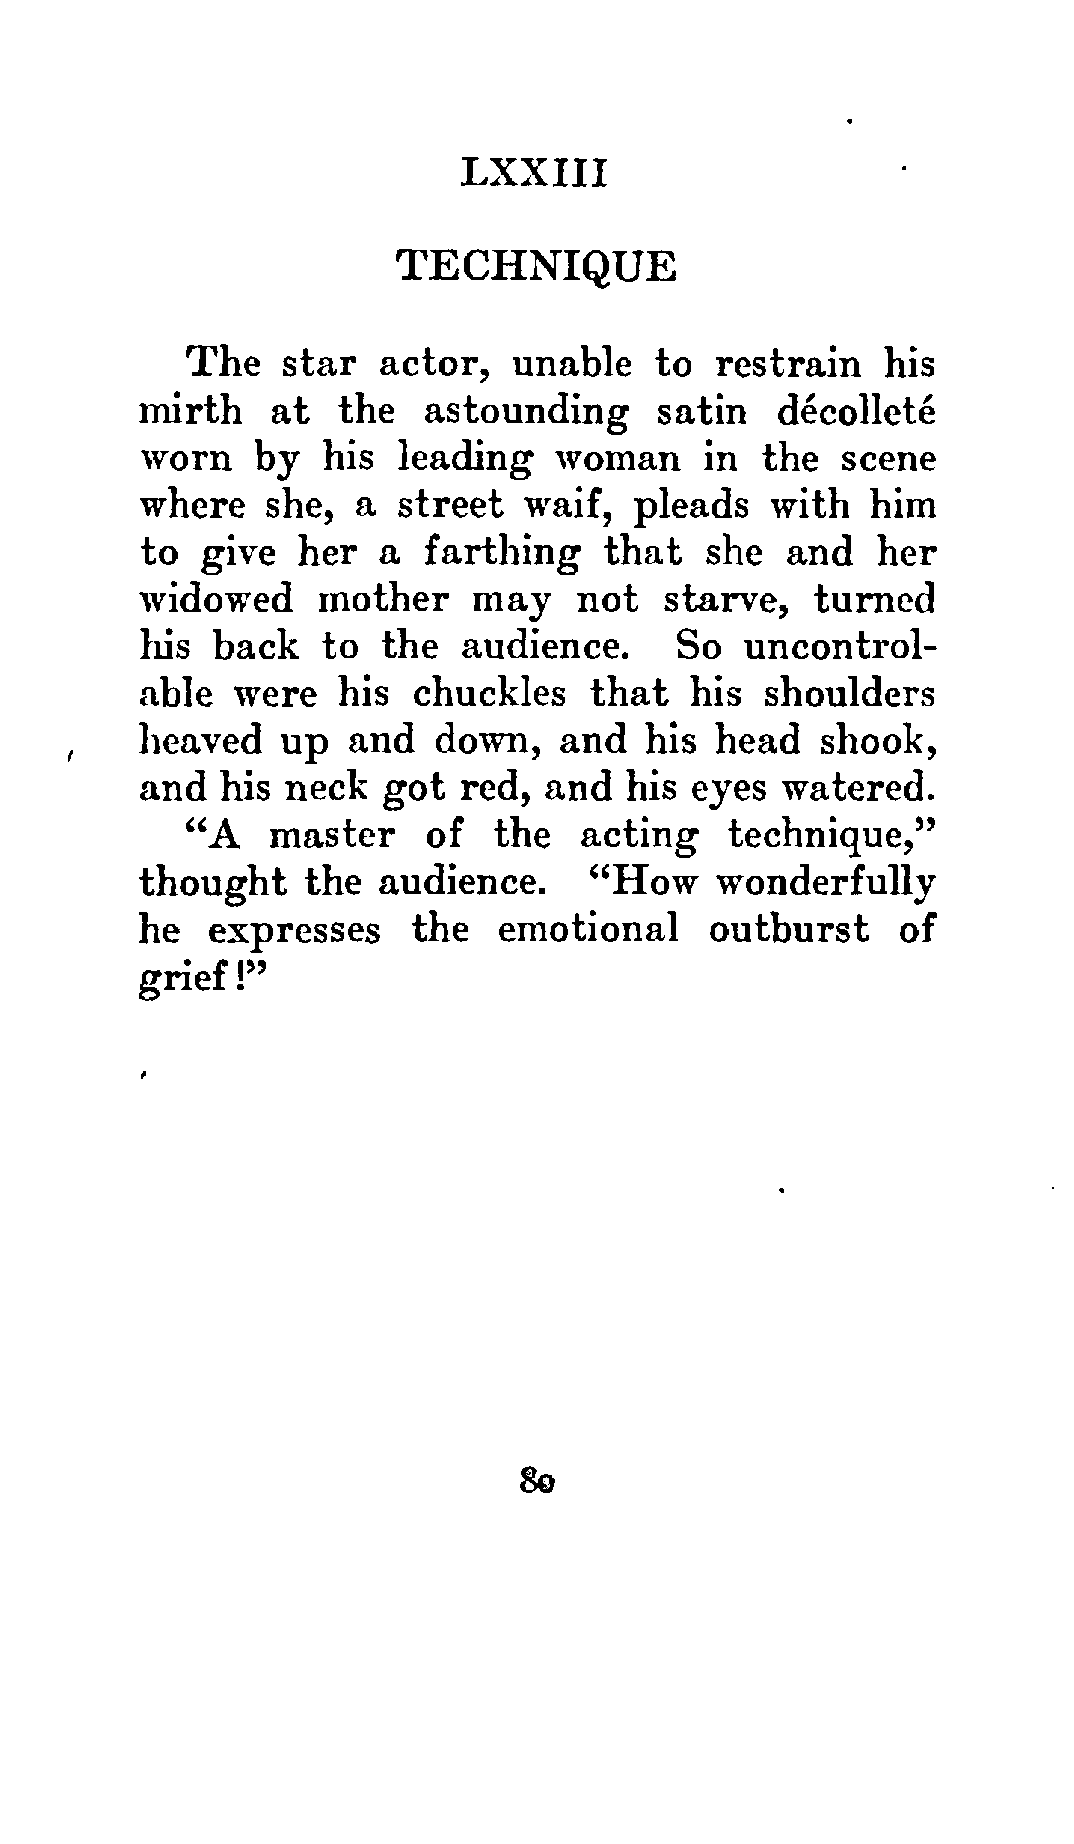 LXXIII
TECHNIQUE
The star actor, unable to restrain his
mirth at the astounding satin décolleté
worn by his leading woman in the scene
where she, a street waif, pleads with him
to give her a farthing that she and her
widowed mother may not starve, turned
his back to the audience. So uncontrol-
able were his chuckles that his shoulders
heaved up and down, and his head shook,
and his neck got red, and his eyes watered.
“A master of the acting technique,”
thought the audience. “How wonderfully
he expresses the emotional outburst of
grief!”
80